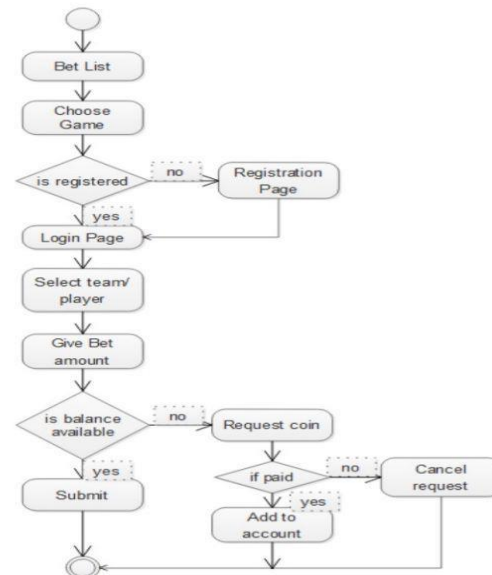 Bet List
Choose
Game
is registered
no
Registration
Page
yes
Login Page
Select team/
player
Give Bet
amount
is balance
available
no
Request coin
yes
Submit
if paid
no
Cancel
request
yes
Add to
account